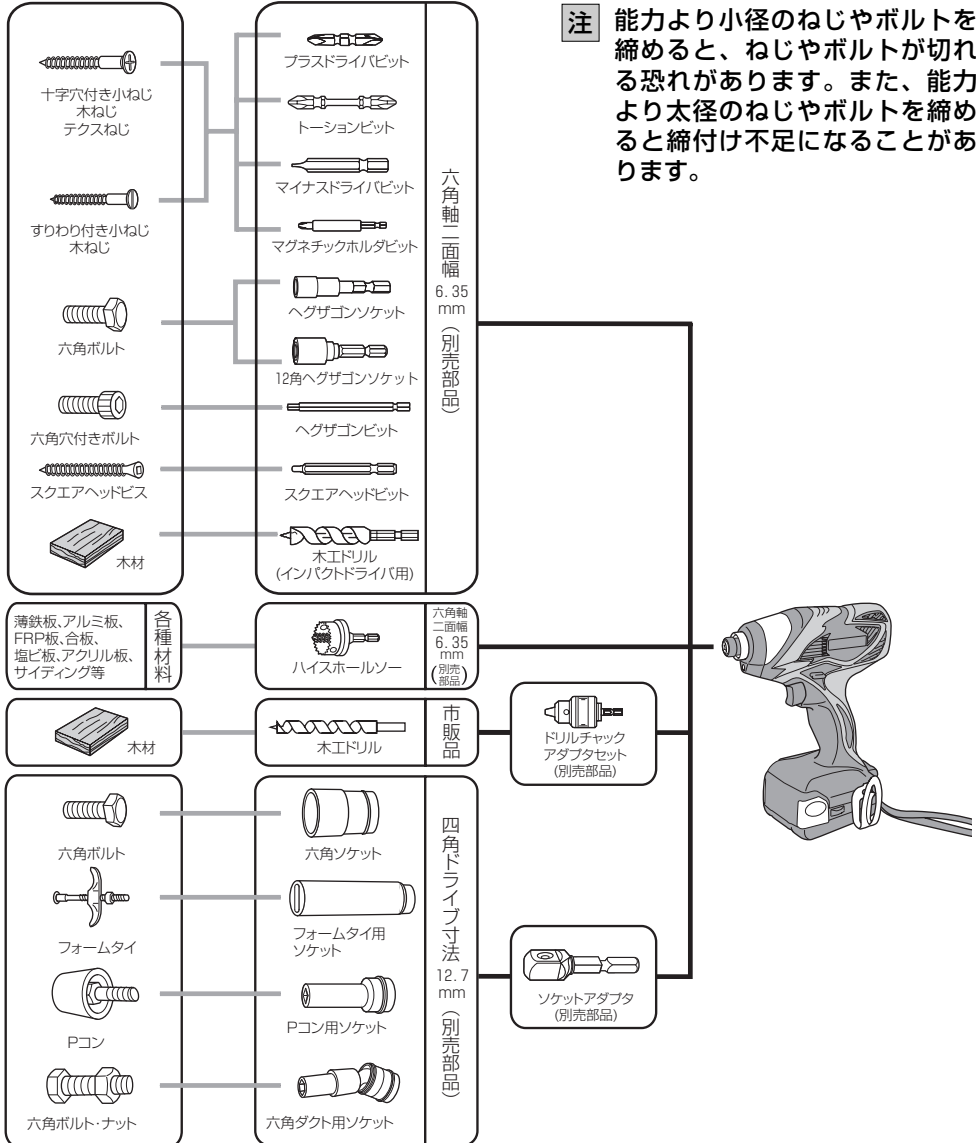 注 能力より小径のねじやボルトを
締めると、ねじやボルトが切れ
る恐れがあります。また、能力
より太径のねじやボルトを締め
ると締付け不足になることがあ
ります。
十字穴付き小ねじ
木ねじ
テクスねじ
すりわり付き小ねじ
木ねじ
六角ボルト
六角穴付きボルト
スクエアヘッドビス
木材
プラスドライバビット
トーションビット
マイナスドライバビット
マグネチックホルダビット
ヘグザゴンソケット
12角ヘグザゴンソケット
ヘグザゴンビット
スクエアヘッドビット
木工ドリル
(インパクトドライバ用)
六角軸二面幅
6.35
mm
(別売部品)
薄鉄板、アルミ板、
FRP板、合板、
塩ビ板、アクリル板、
サイディング等
各種材料
ハイスホールソー
六角軸
二面幅
6.35
mm
(別売
部品)
木材
木工ドリル
市販品
ドリルチャック
アダプタセット
(別売部品)
六角ボルト
フォームタイ
Pコン
六角ボルト・ナット
六角ソケット
フォームタイ用
ソケット
Pコン用ソケット
六角ダクト用ソケット
四角ドライブ寸法
12.7
mm
(別売部品)
ソケットアダプタ
(別売部品)